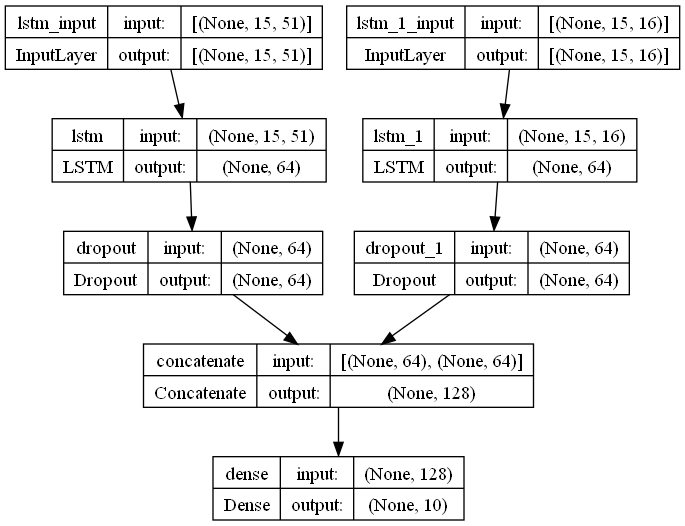 lstm_input input: [(None, 15, 51)]
InputLayer output: [(None, 15, 51)]
lstm_1_input input: [(None, 15, 16)]
InputLayer output: [(None, 15, 16)]
lstm input: (None, 15, 51)
LSTM output: (None, 64)
lstm_1 input: (None, 15, 16)
LSTM output: (None, 64)
dropout input: (None, 64)
Dropout output: (None, 64)
dropout_1 input: (None, 64)
Dropout output: (None, 64)
concatenate input: [(None, 64), (None, 64)]
Concatenate output: (None, 128)
dense input: (None, 128)
Dense output: (None, 10)